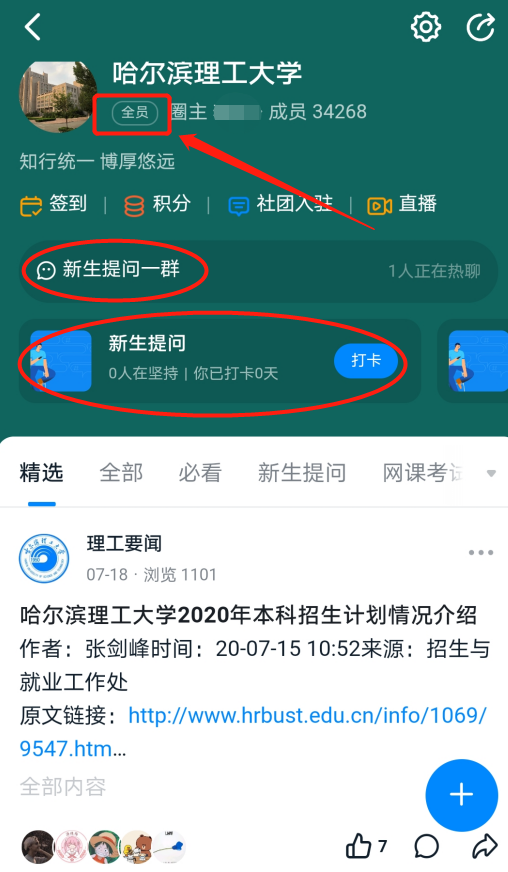 哈尔滨理工大学
全员 圈主 成员 34268
知行统一 博厚悠远
签到 | 积分 | 社团入驻 | 直播
新生提问一群 1人正在热聊
新生提问
0人在坚持 | 你已打卡0天 打卡
精选 全部 必看 新生提问 网课考试
理工要闻
07-18 · 浏览 1101
哈尔滨理工大学2020年本科招生计划情况介绍
作者：张剑峰时间：20-07-15 10:52来源：招生与
就业工作处
原文链接：http://www.hrbust.edu.cn/info/1069/
9547.htm...
全部内容
7